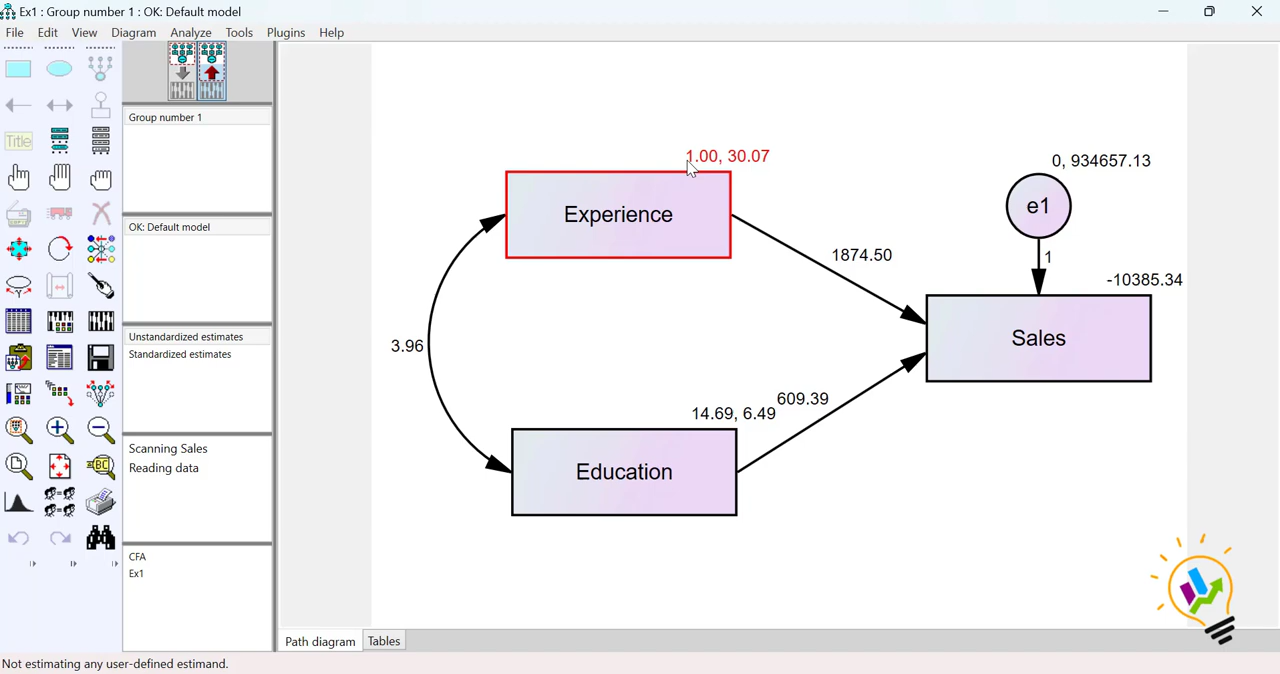 Ex1 : Group number 1 : OK: Default model
File Edit View Diagram Analyze Tools Plugins Help
Title
Group number 1
OK: Default model
Unstandardized estimates
Standardized estimates
Scanning Sales
Reading data
CFA
Ex1
1.00, 30.07
Experience
0, 934657.13
e1
1
1874.50
-10385.34
Sales
3.96
609.39
14.69, 6.49
Education
Path diagram Tables
Not estimating any user-defined estimand.